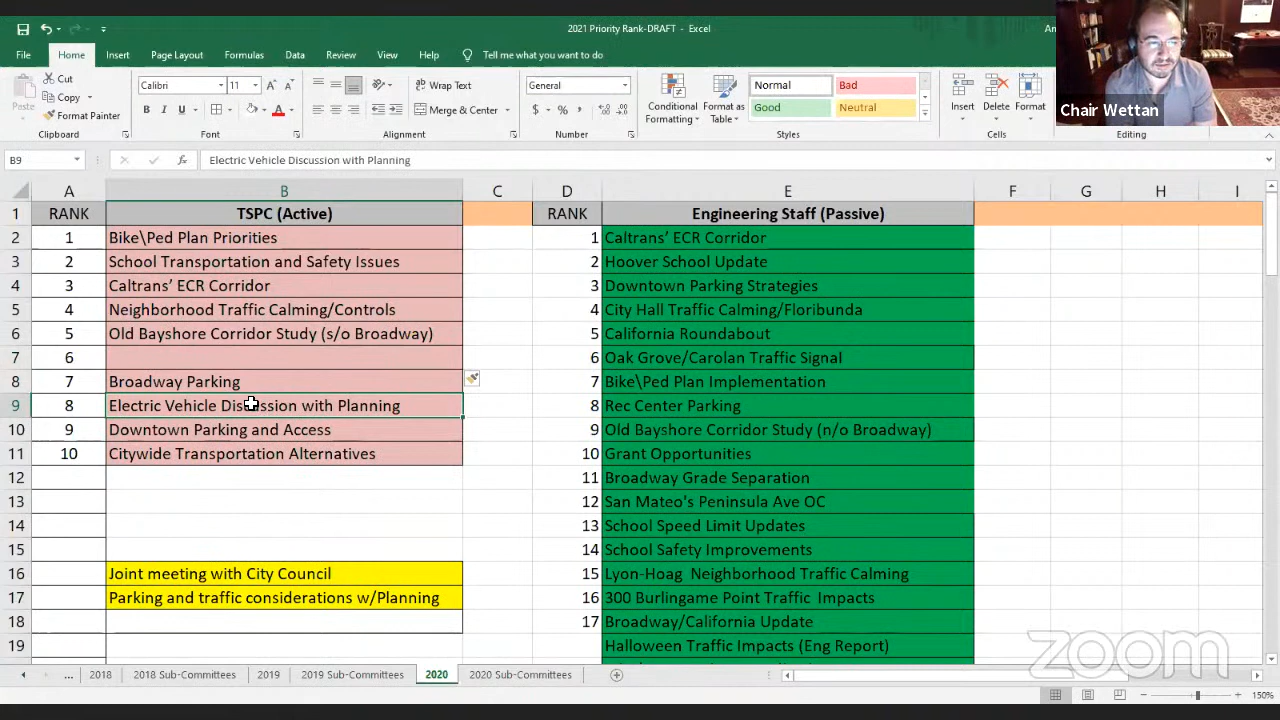 2021 Priority Rank-DRAFT - Excel
File Home Insert Page Layout Formulas Data Review View Help Tell me what you want to do
Chair Wettan
Paste
Cut
Copy
Format Painter
Clipboard
Calibri 11
B I U
Font
Wrap Text
Merge & Center
Alignment
General
$ % ,
Number
Conditional Formatting
Format as Table
Normal Bad
Good Neutral
Styles
Insert Delete Format
Cells
Editing
B9 fx Electric Vehicle Discussion with Planning
A B C D E F G H I
1 RANK TSPC (Active) RANK Engineering Staff (Passive)
2 1 Bike\Ped Plan Priorities 1 Caltrans’ ECR Corridor
3 2 School Transportation and Safety Issues 2 Hoover School Update
4 3 Caltrans’ ECR Corridor 3 Downtown Parking Strategies
5 4 Neighborhood Traffic Calming/Controls 4 City Hall Traffic Calming/Floribunda
6 5 Old Bayshore Corridor Study (s/o Broadway) 5 California Roundabout
7 6 6 Oak Grove/Carolan Traffic Signal
8 7 Broadway Parking 7 Bike\Ped Plan Implementation
9 8 Electric Vehicle Discussion with Planning 8 Rec Center Parking
10 9 Downtown Parking and Access 9 Old Bayshore Corridor Study (n/o Broadway)
11 10 Citywide Transportation Alternatives 10 Grant Opportunities
12 11 Broadway Grade Separation
13 12 San Mateo's Peninsula Ave OC
14 13 School Speed Limit Updates
15 14 School Safety Improvements
16 Joint meeting with City Council 15 Lyon-Hoag Neighborhood Traffic Calming
17 Parking and traffic considerations w/Planning 16 300 Burlingame Point Traffic Impacts
18 17 Broadway/California Update
19 Halloween Traffic Impacts (Eng Report)
zoom
... 2018 2018 Sub-Committees 2019 2019 Sub-Committees 2020 2020 Sub-Committees
150%